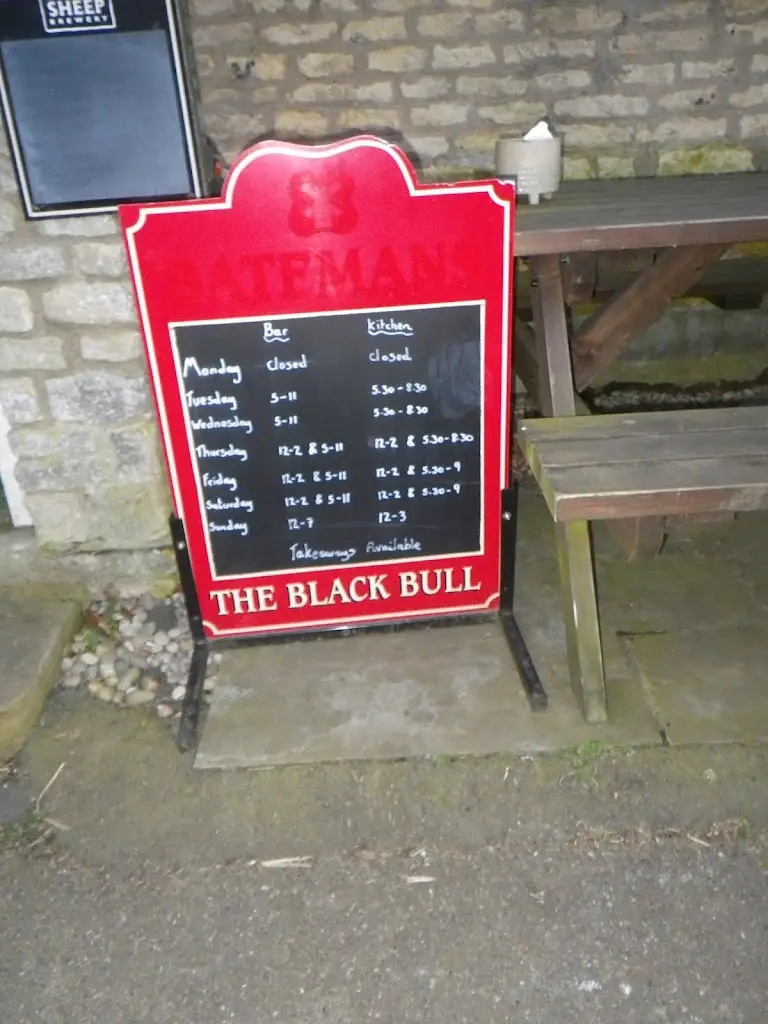 SHEEP
BREWERY
BATEMANS
Bar Kitchen
Monday Closed Closed
Tuesday 5-11 5.30-8.30
Wednesday 5-11 5.30-8.30
Thursday 12-2 & 5-11 12-2 & 5.30-8.30
Friday 12-2 & 5-11 12-2 & 5.30-9
Saturday 12-2 & 5-11 12-2 & 5.30-9
Sunday 12-7 12-3
Takeaways Available
THE BLACK BULL